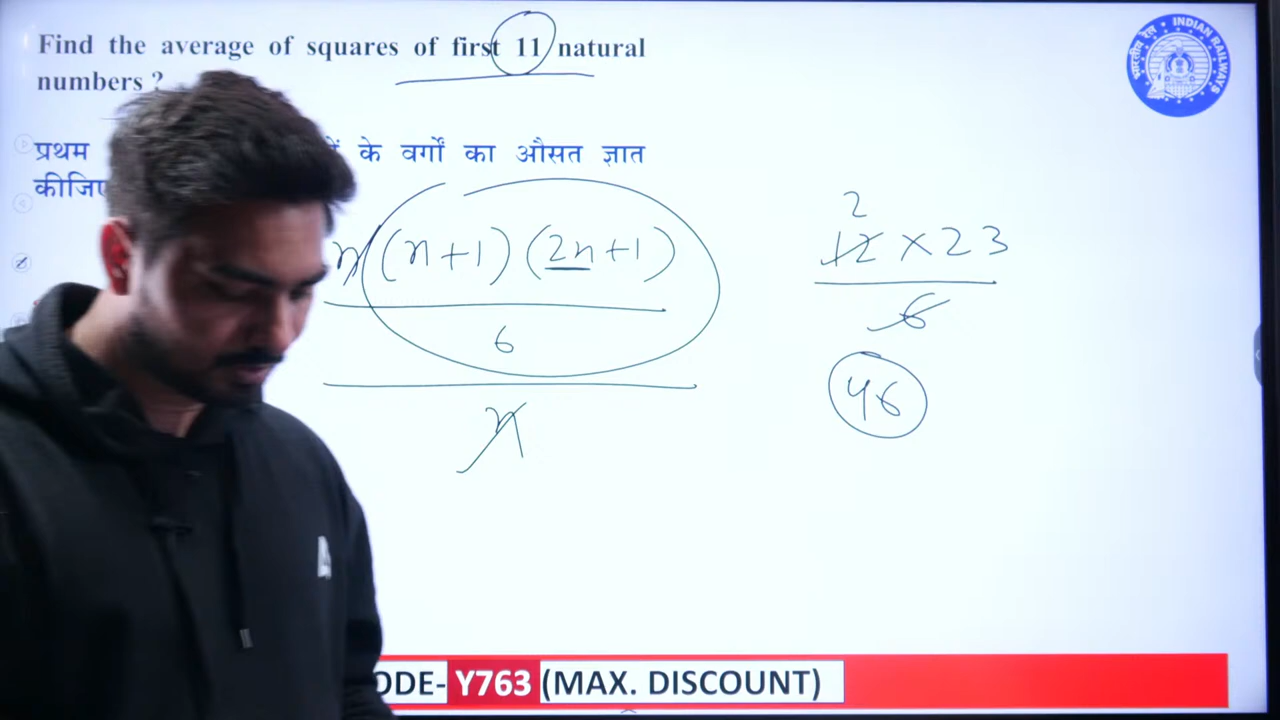 Find the average of squares of first 11 natural
numbers ?
प्रथम के वर्गों का औसत ज्ञात
कीजिए
n(n+1)(2n+1)
6
n
2
12 × 23
6
46
भारतीय रेल ★ INDIAN RAILWAYS
ODE- Y763 (MAX. DISCOUNT)